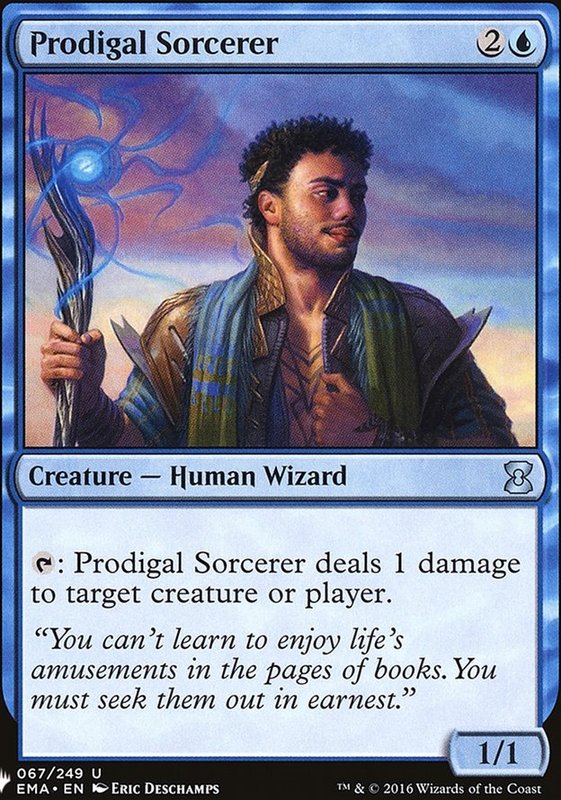 Prodigal Sorcerer 2
Creature — Human Wizard
: Prodigal Sorcerer deals 1 damage
to target creature or player.
“You can’t learn to enjoy life’s
amusements in the pages of books. You
must seek them out in earnest.”
1/1
067/249 U
EMA • EN Eric Deschamps
™ & © 2016 Wizards of the Coast